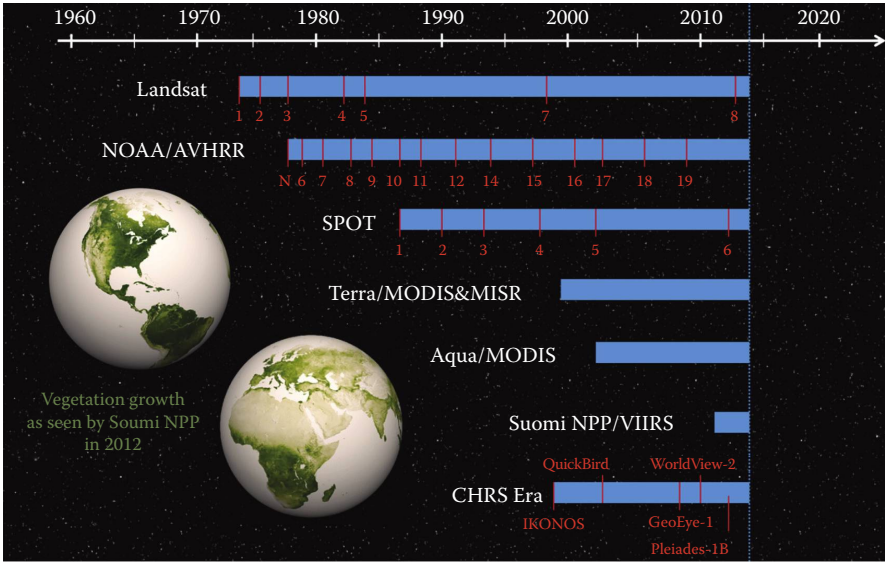 1960 1970 1980 1990 2000 2010 2020
Landsat
1 2 3 4 5 7 8
NOAA/AVHRR
N 6 7 8 9 10 11 12 14 15 16 17 18 19
SPOT
1 2 3 4 5 6
Terra/MODIS&MISR
Aqua/MODIS
Vegetation growth
as seen by Soumi NPP
in 2012
Suomi NPP/VIIRS
QuickBird WorldView-2
CHRS Era
IKONOS GeoEye-1
Pleiades-1B